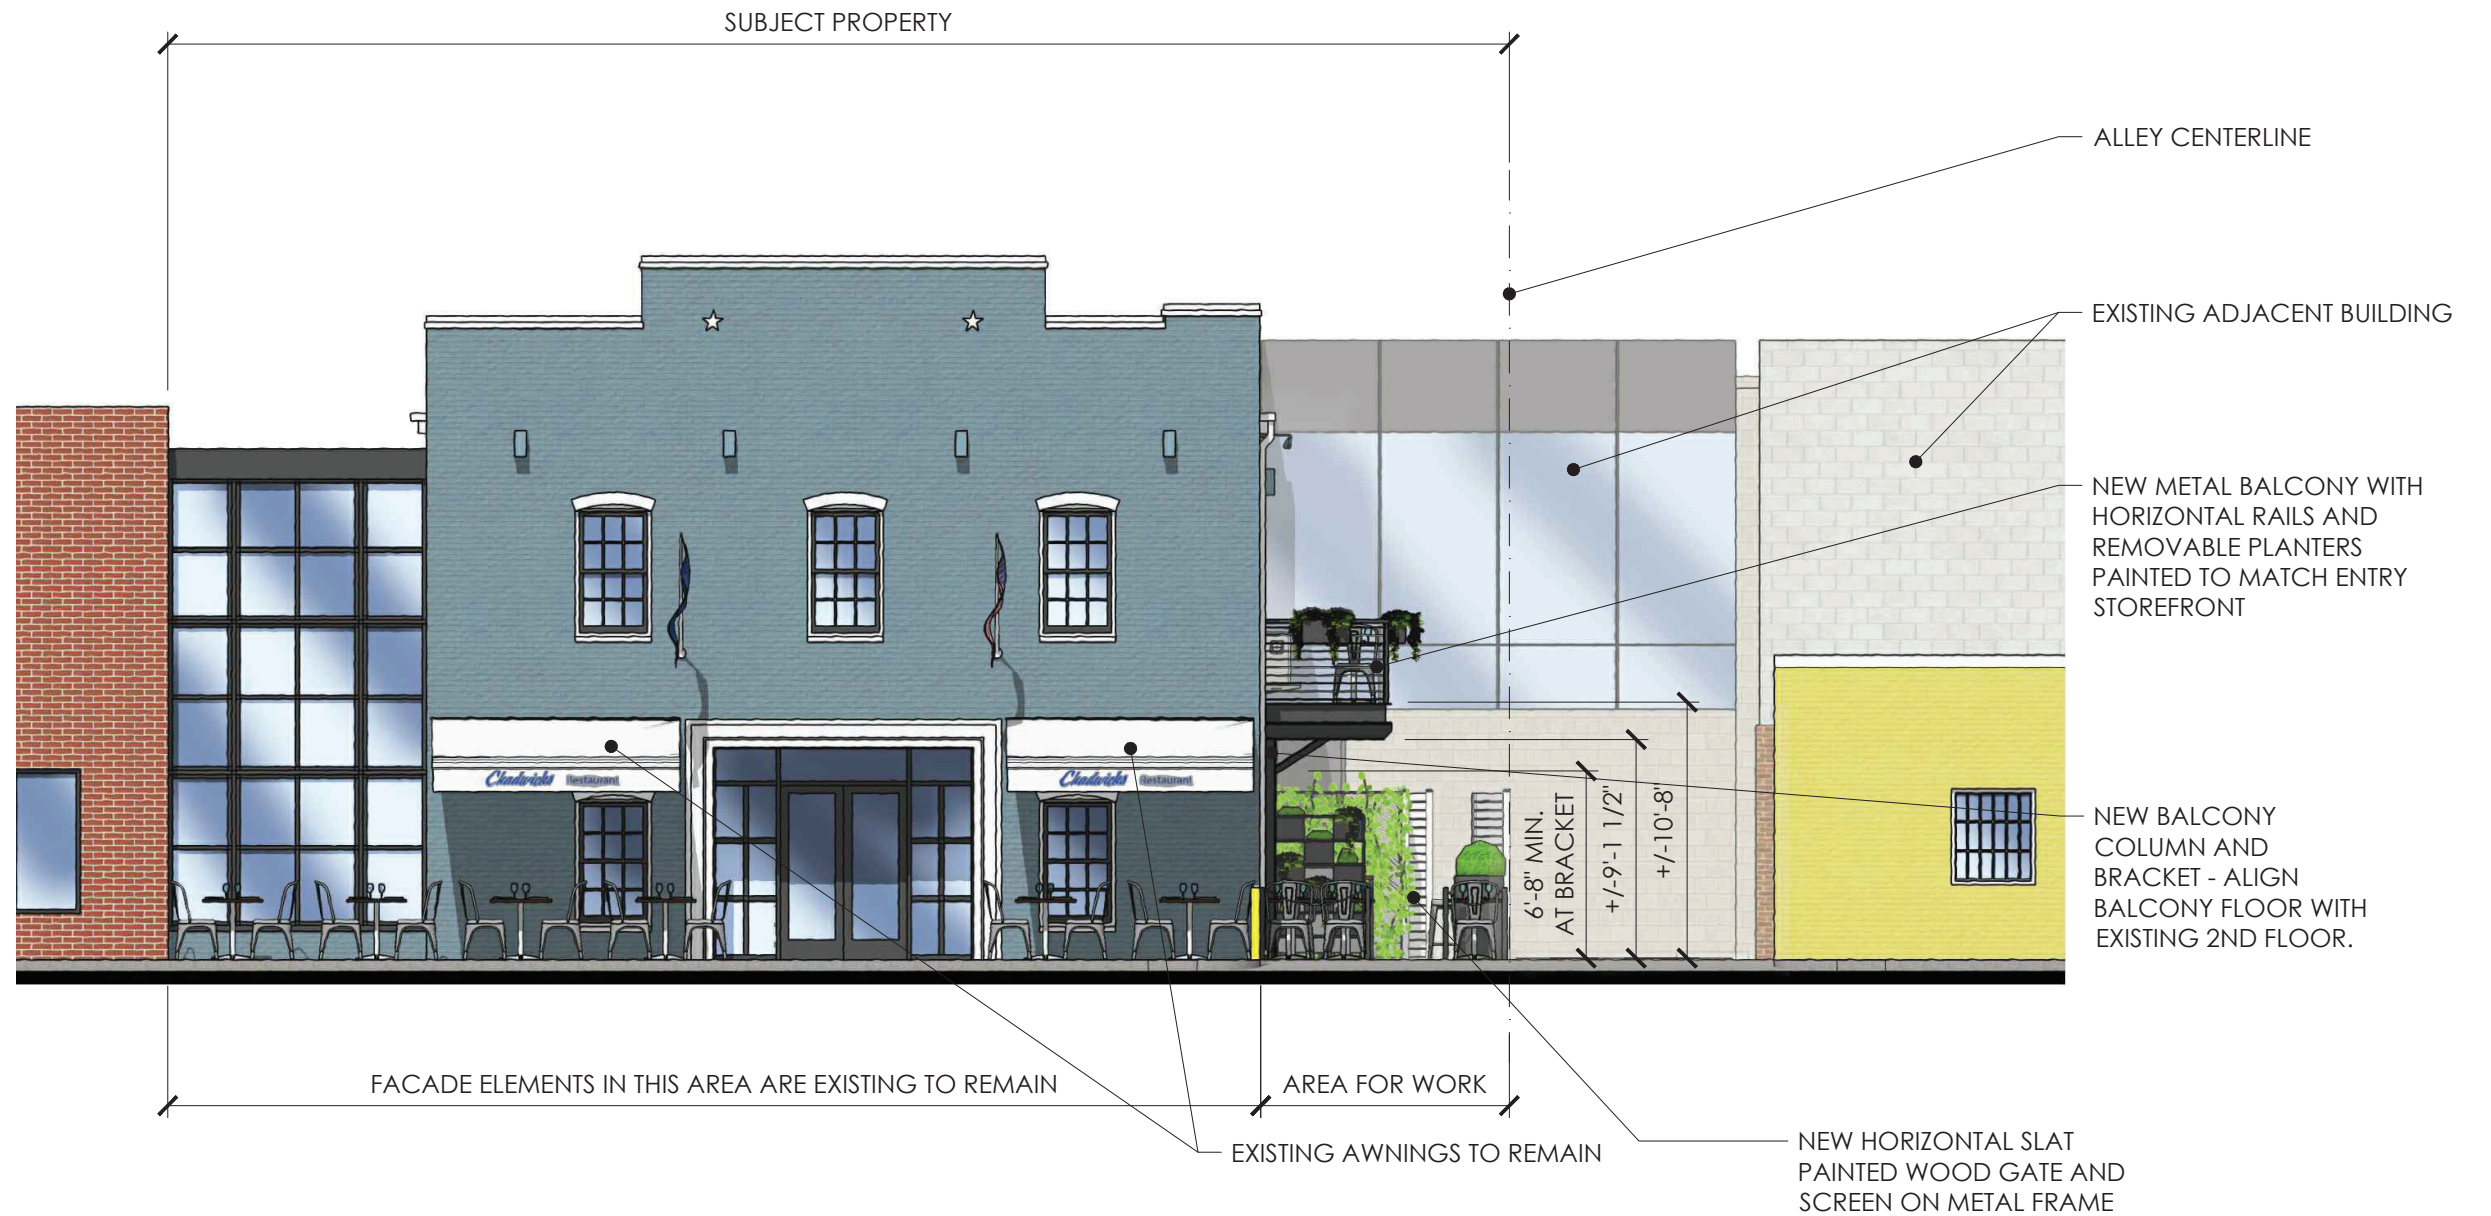 SUBJECT PROPERTY
ALLEY CENTERLINE
EXISTING ADJACENT BUILDING
NEW METAL BALCONY WITH
HORIZONTAL RAILS AND
REMOVABLE PLANTERS
PAINTED TO MATCH ENTRY
STOREFRONT
Chadwicks Restaurant
Chadwicks Restaurant
6'-8" MIN.
AT BRACKET
+/-9'-1 1/2"
+/-10'-8"
NEW BALCONY
COLUMN AND
BRACKET - ALIGN
BALCONY FLOOR WITH
EXISTING 2ND FLOOR.
FACADE ELEMENTS IN THIS AREA ARE EXISTING TO REMAIN
AREA FOR WORK
EXISTING AWNINGS TO REMAIN
NEW HORIZONTAL SLAT
PAINTED WOOD GATE AND
SCREEN ON METAL FRAME